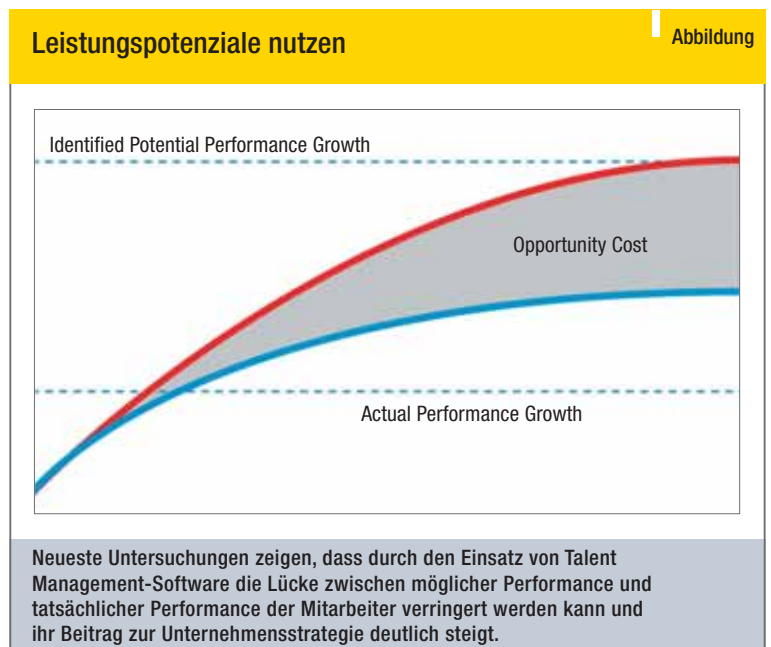 Leistungspotenziale nutzen
Abbildung
Identified Potential Performance Growth
Opportunity Cost
Actual Performance Growth
Neueste Untersuchungen zeigen, dass durch den Einsatz von Talent
Management-Software die Lücke zwischen möglicher Performance und
tatsächlicher Performance der Mitarbeiter verringert werden kann und
ihr Beitrag zur Unternehmensstrategie deutlich steigt.